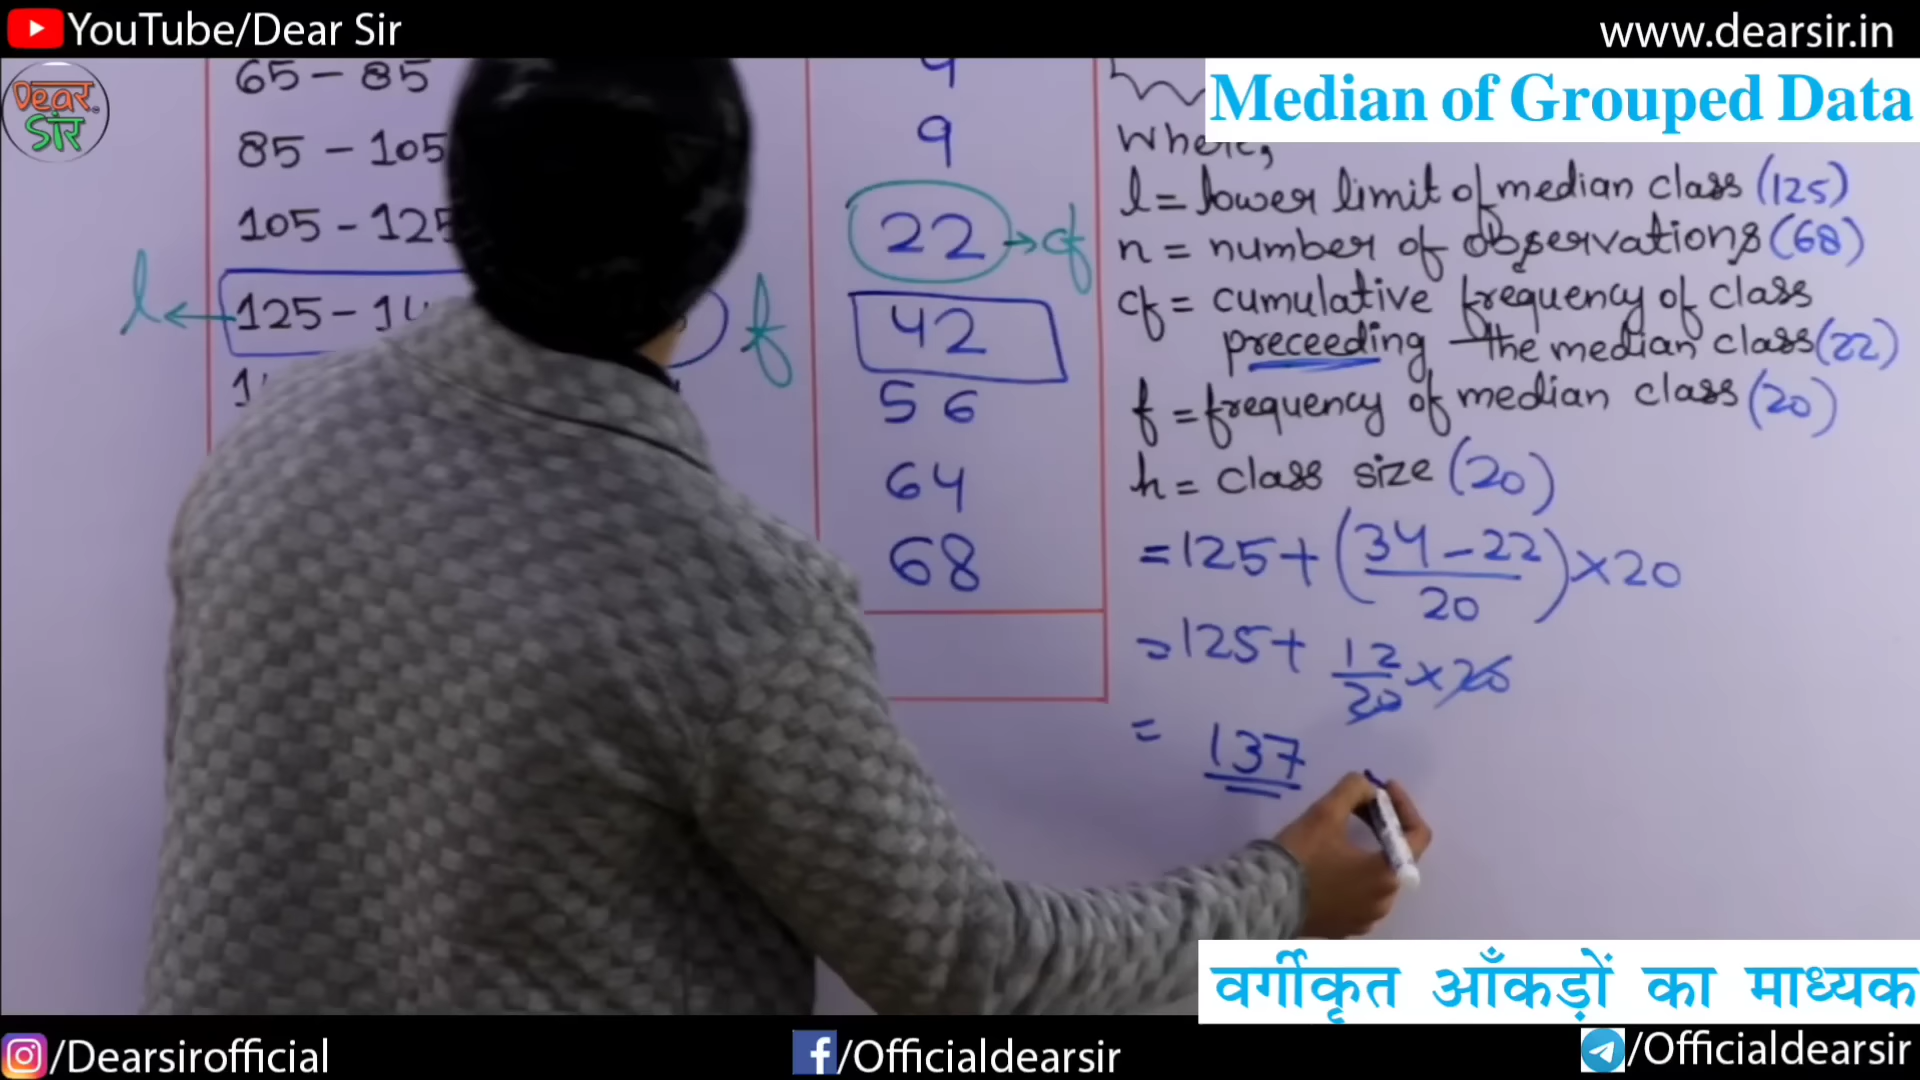 YouTube/Dear Sir
www.dearsir.in
Dear
सर
Median of Grouped Data
65 - 85
85 - 105 9
105 - 125 22 → cf
l ← 125 - 14 f 42
56
64
68
Where,
l = lower limit of median class (125)
n = number of observations (68)
cf = cumulative frequency of class
preceeding the median class (22)
f = frequency of median class (20)
h = class size (20)
= 125 + (34 - 22 / 20) × 20
= 125 + 12/20 × 20
= 137
वर्गीकृत आँकड़ों का माध्यक
/Dearsirofficial
/Officialdearsir
/Officialdearsir